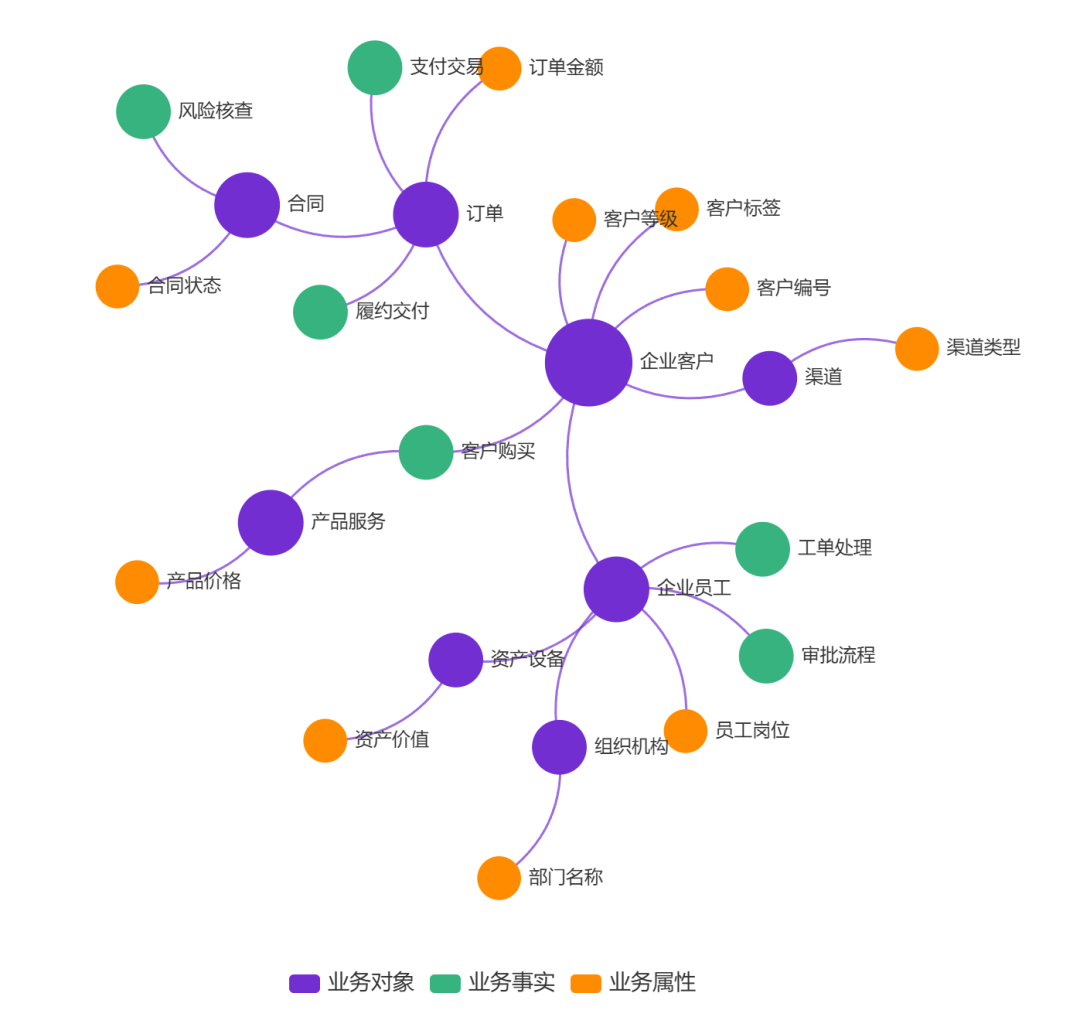 支付交易
订单金额
风险核查
合同
订单
客户等级
客户标签
合同状态
履约交付
客户编号
企业客户
渠道
渠道类型
客户购买
产品服务
产品价格
工单处理
企业员工
资产设备
审批流程
资产价值
组织机构
员工岗位
部门名称
业务对象 业务事实 业务属性